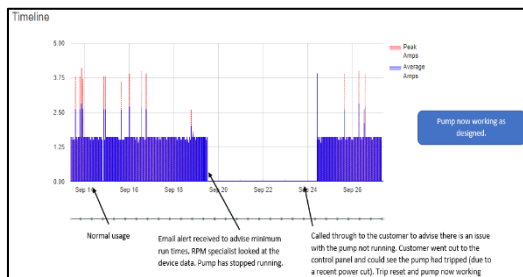 Timeline
5.00
3.75
2.50
1.25
0.00
Peak
Amps
Average
Amps
Pump now working as
designed.
Sep 14
Sep 16
Sep 18
Sep 20
Sep 22
Sep 24
Sep 26
Normal usage
Email alert received to advise minimum
run times. RPM specialist looked at the
device data. Pump has stopped running.
Called through to the customer to advise there is an issue
with the pump not running. Customer went out to the
control panel and could see the pump had tripped (due to
a recent power cut). Trip reset and pump now working